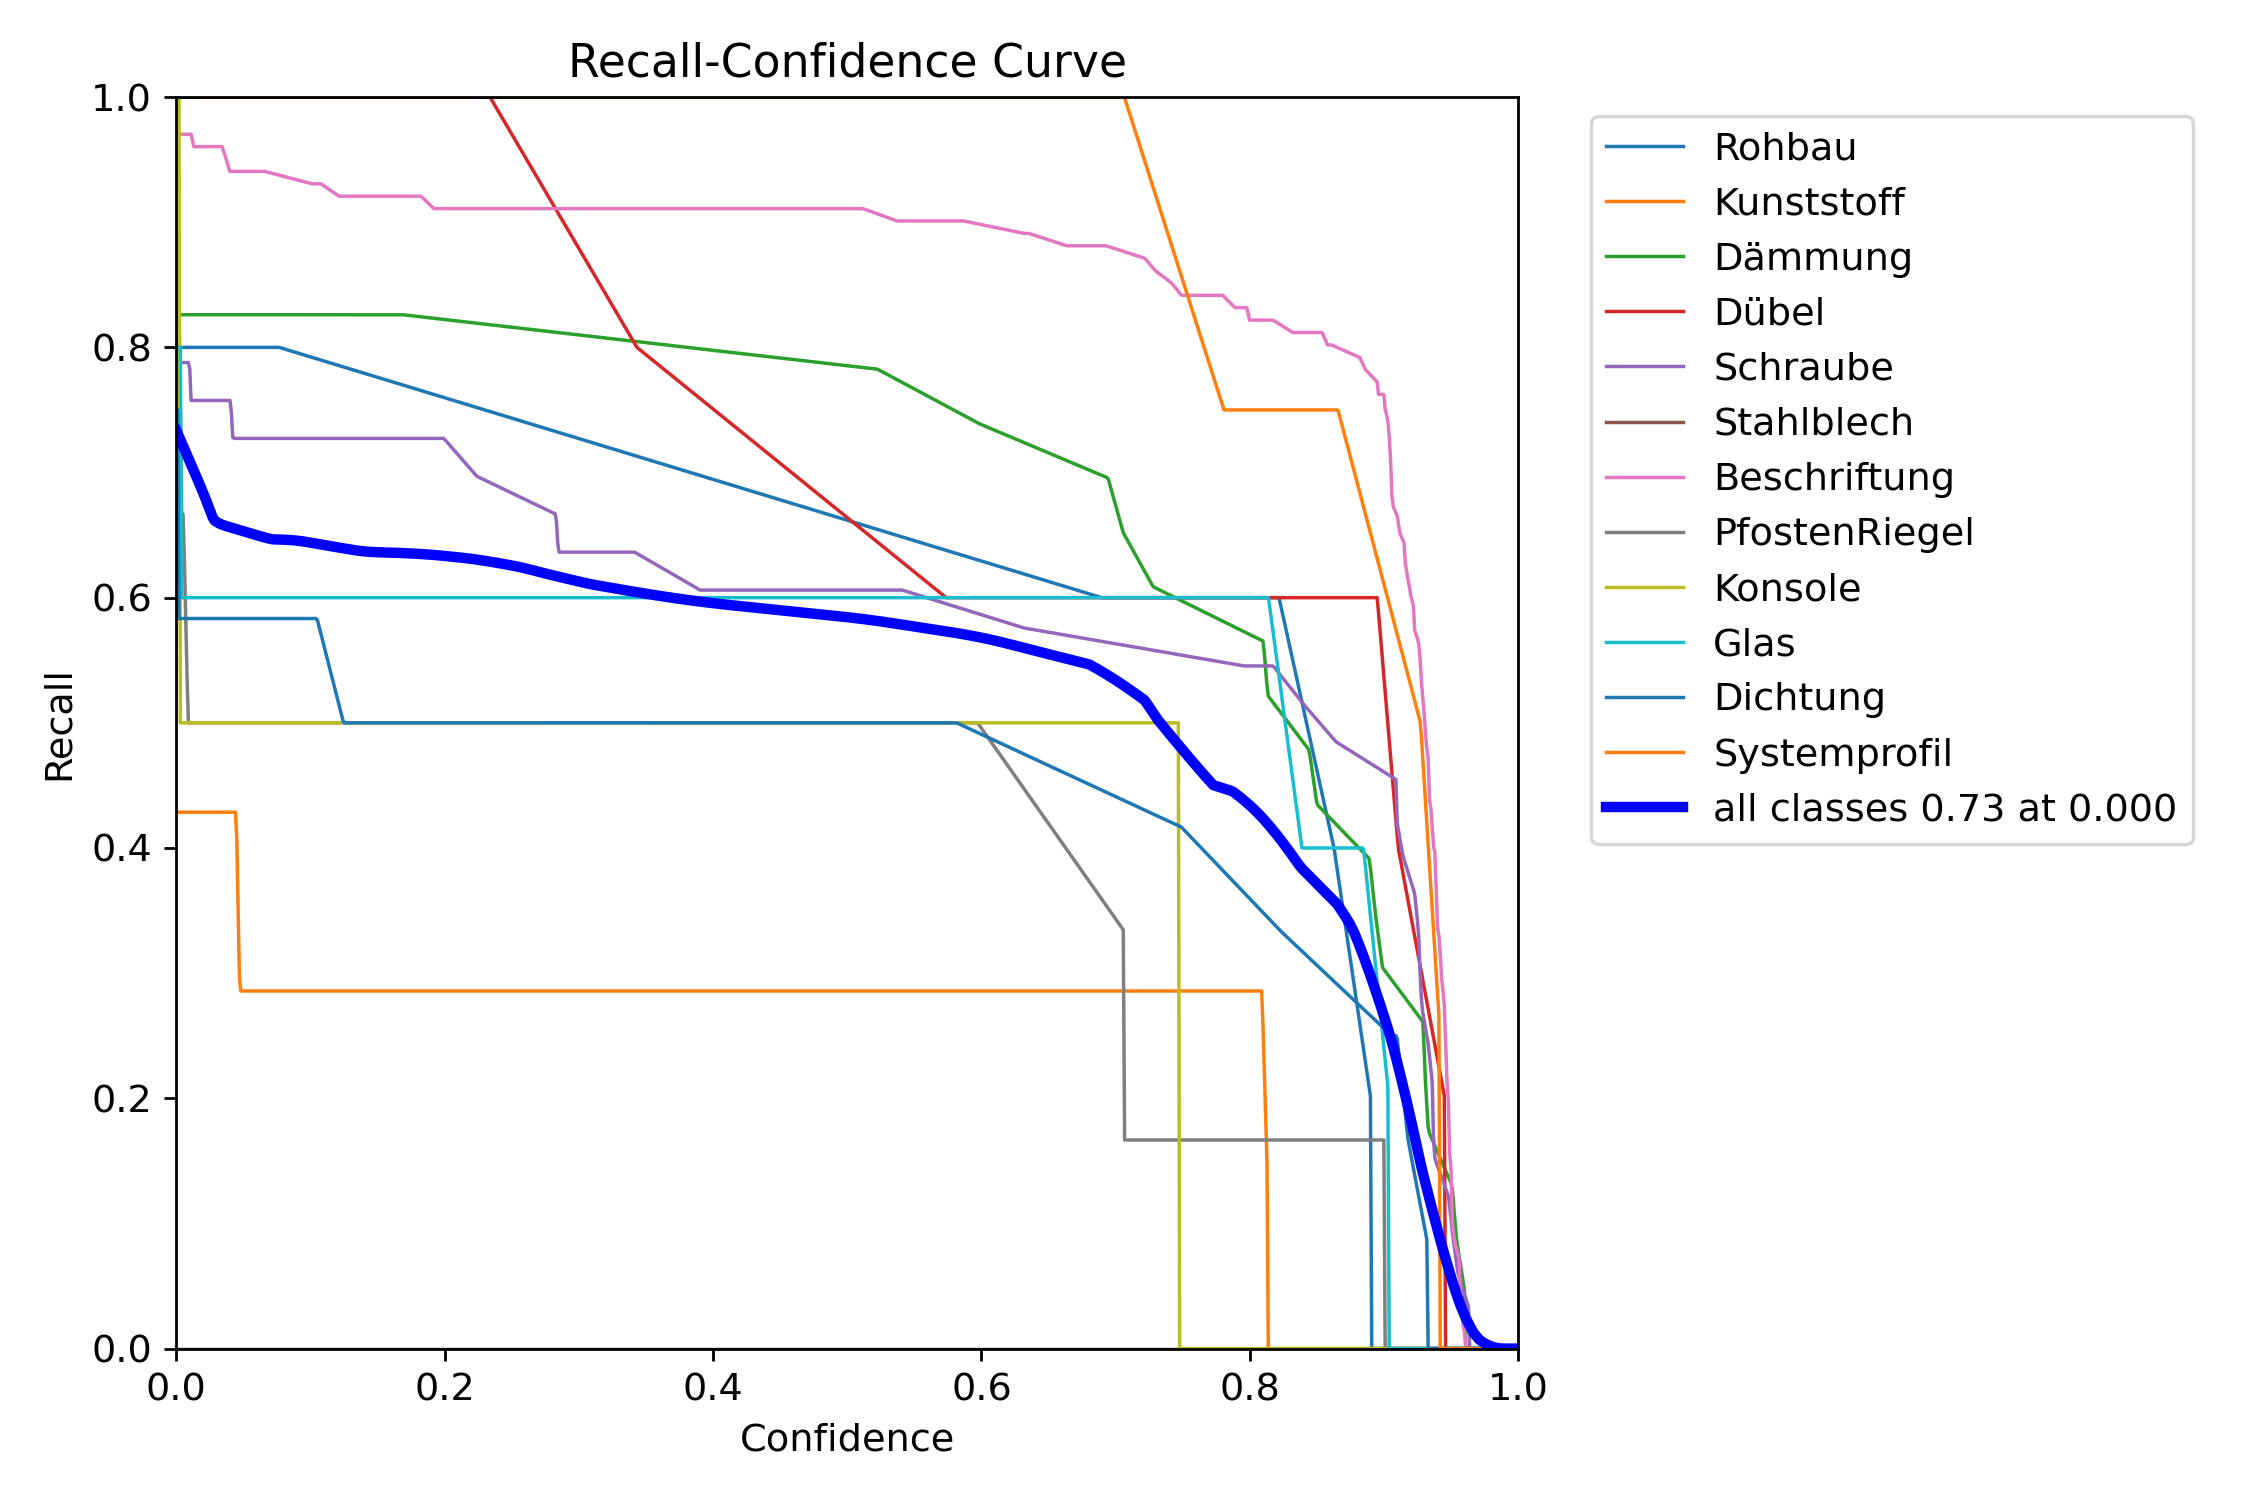 Recall-Confidence Curve
1.0
0.8
0.6
0.4
0.2
0.0
Recall
0.0 0.2 0.4 0.6 0.8 1.0
Confidence
Rohbau
Kunststoff
Dämmung
Dübel
Schraube
Stahlblech
Beschriftung
PfostenRiegel
Konsole
Glas
Dichtung
Systemprofil
all classes 0.73 at 0.000